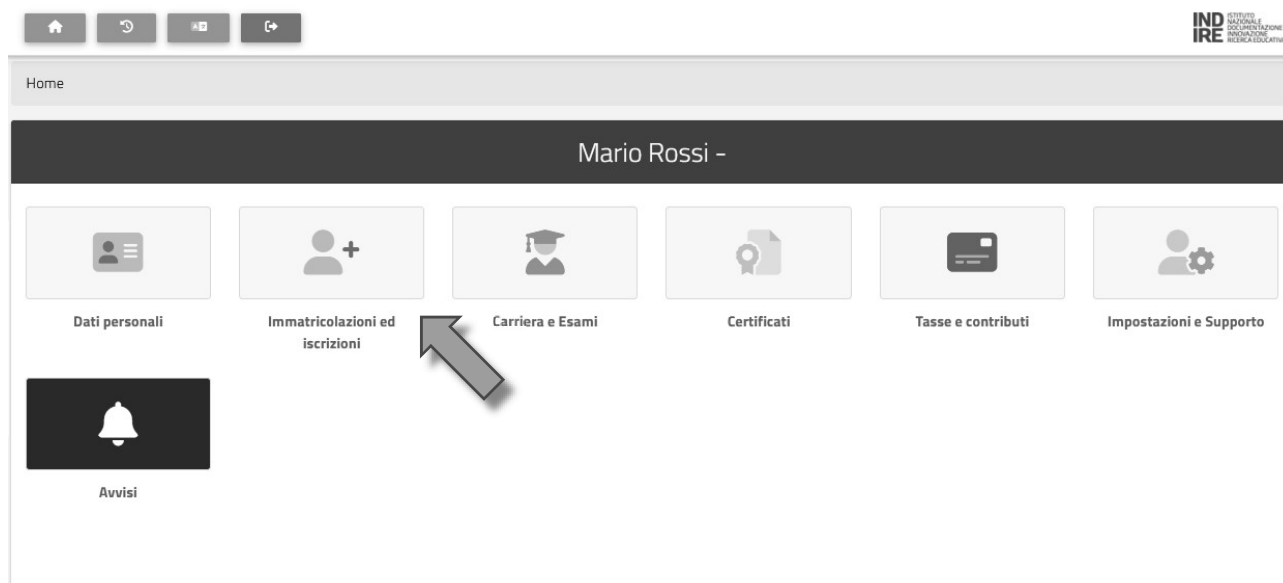 IND
IRE
ISTITUTO
NAZIONALE
DOCUMENTAZIONE
INNOVAZIONE
RICERCA EDUCATIVA
Home
Mario Rossi -
Dati personali
Immatricolazioni ed
iscrizioni
Carriera e Esami
Certificati
Tasse e contributi
Impostazioni e Supporto
Avvisi